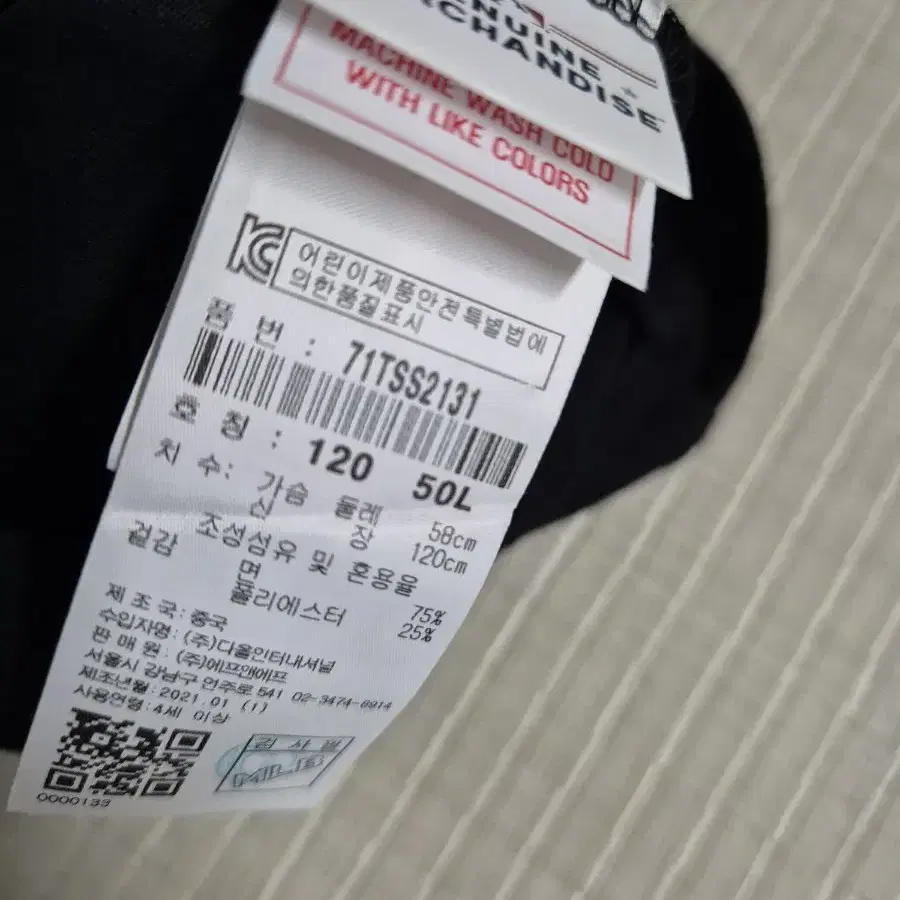 GENUINE
MERCHANDISE
MACHINE WASH COLD
WITH LIKE COLORS
KC
어린이제품안전특별법에
의한품질표시
품 번 : 71TSS2131
호 칭 : 120 50L
치 수: 가슴 둘레 58cm
신 장 120cm
겉감 조성섬유 및 혼용율
면 75%
폴리에스터 25%
제 조 국: 중국
수입자명: (주)다올인터내셔널
판 매 원: (주)에프앤에프
서울시 강남구 언주로 541 02-3474-8914
제조년월: 2021.01 (1)
사용연령: 4세 이상
검 사 필
MLB
0000133